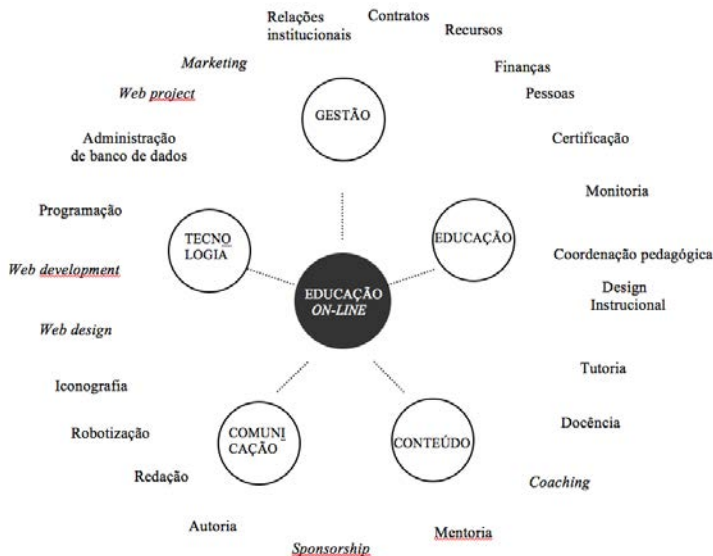 Relações
institucionais
Contratos
Recursos
Marketing
Finanças
Web project
Pessoas
GESTÃO
Administração
de banco de dados
Certificação
Monitoria
Programação
TECNO
LOGIA
EDUCAÇÃO
Coordenação pedagógica
Web development
Design
Instrucional
EDUCAÇÃO
ON-LINE
Web design
Tutoria
Iconografia
Docência
Robotização
COMUNI
CAÇÃO
CONTEÚDO
Redação
Coaching
Autoria
Mentoria
Sponsorship